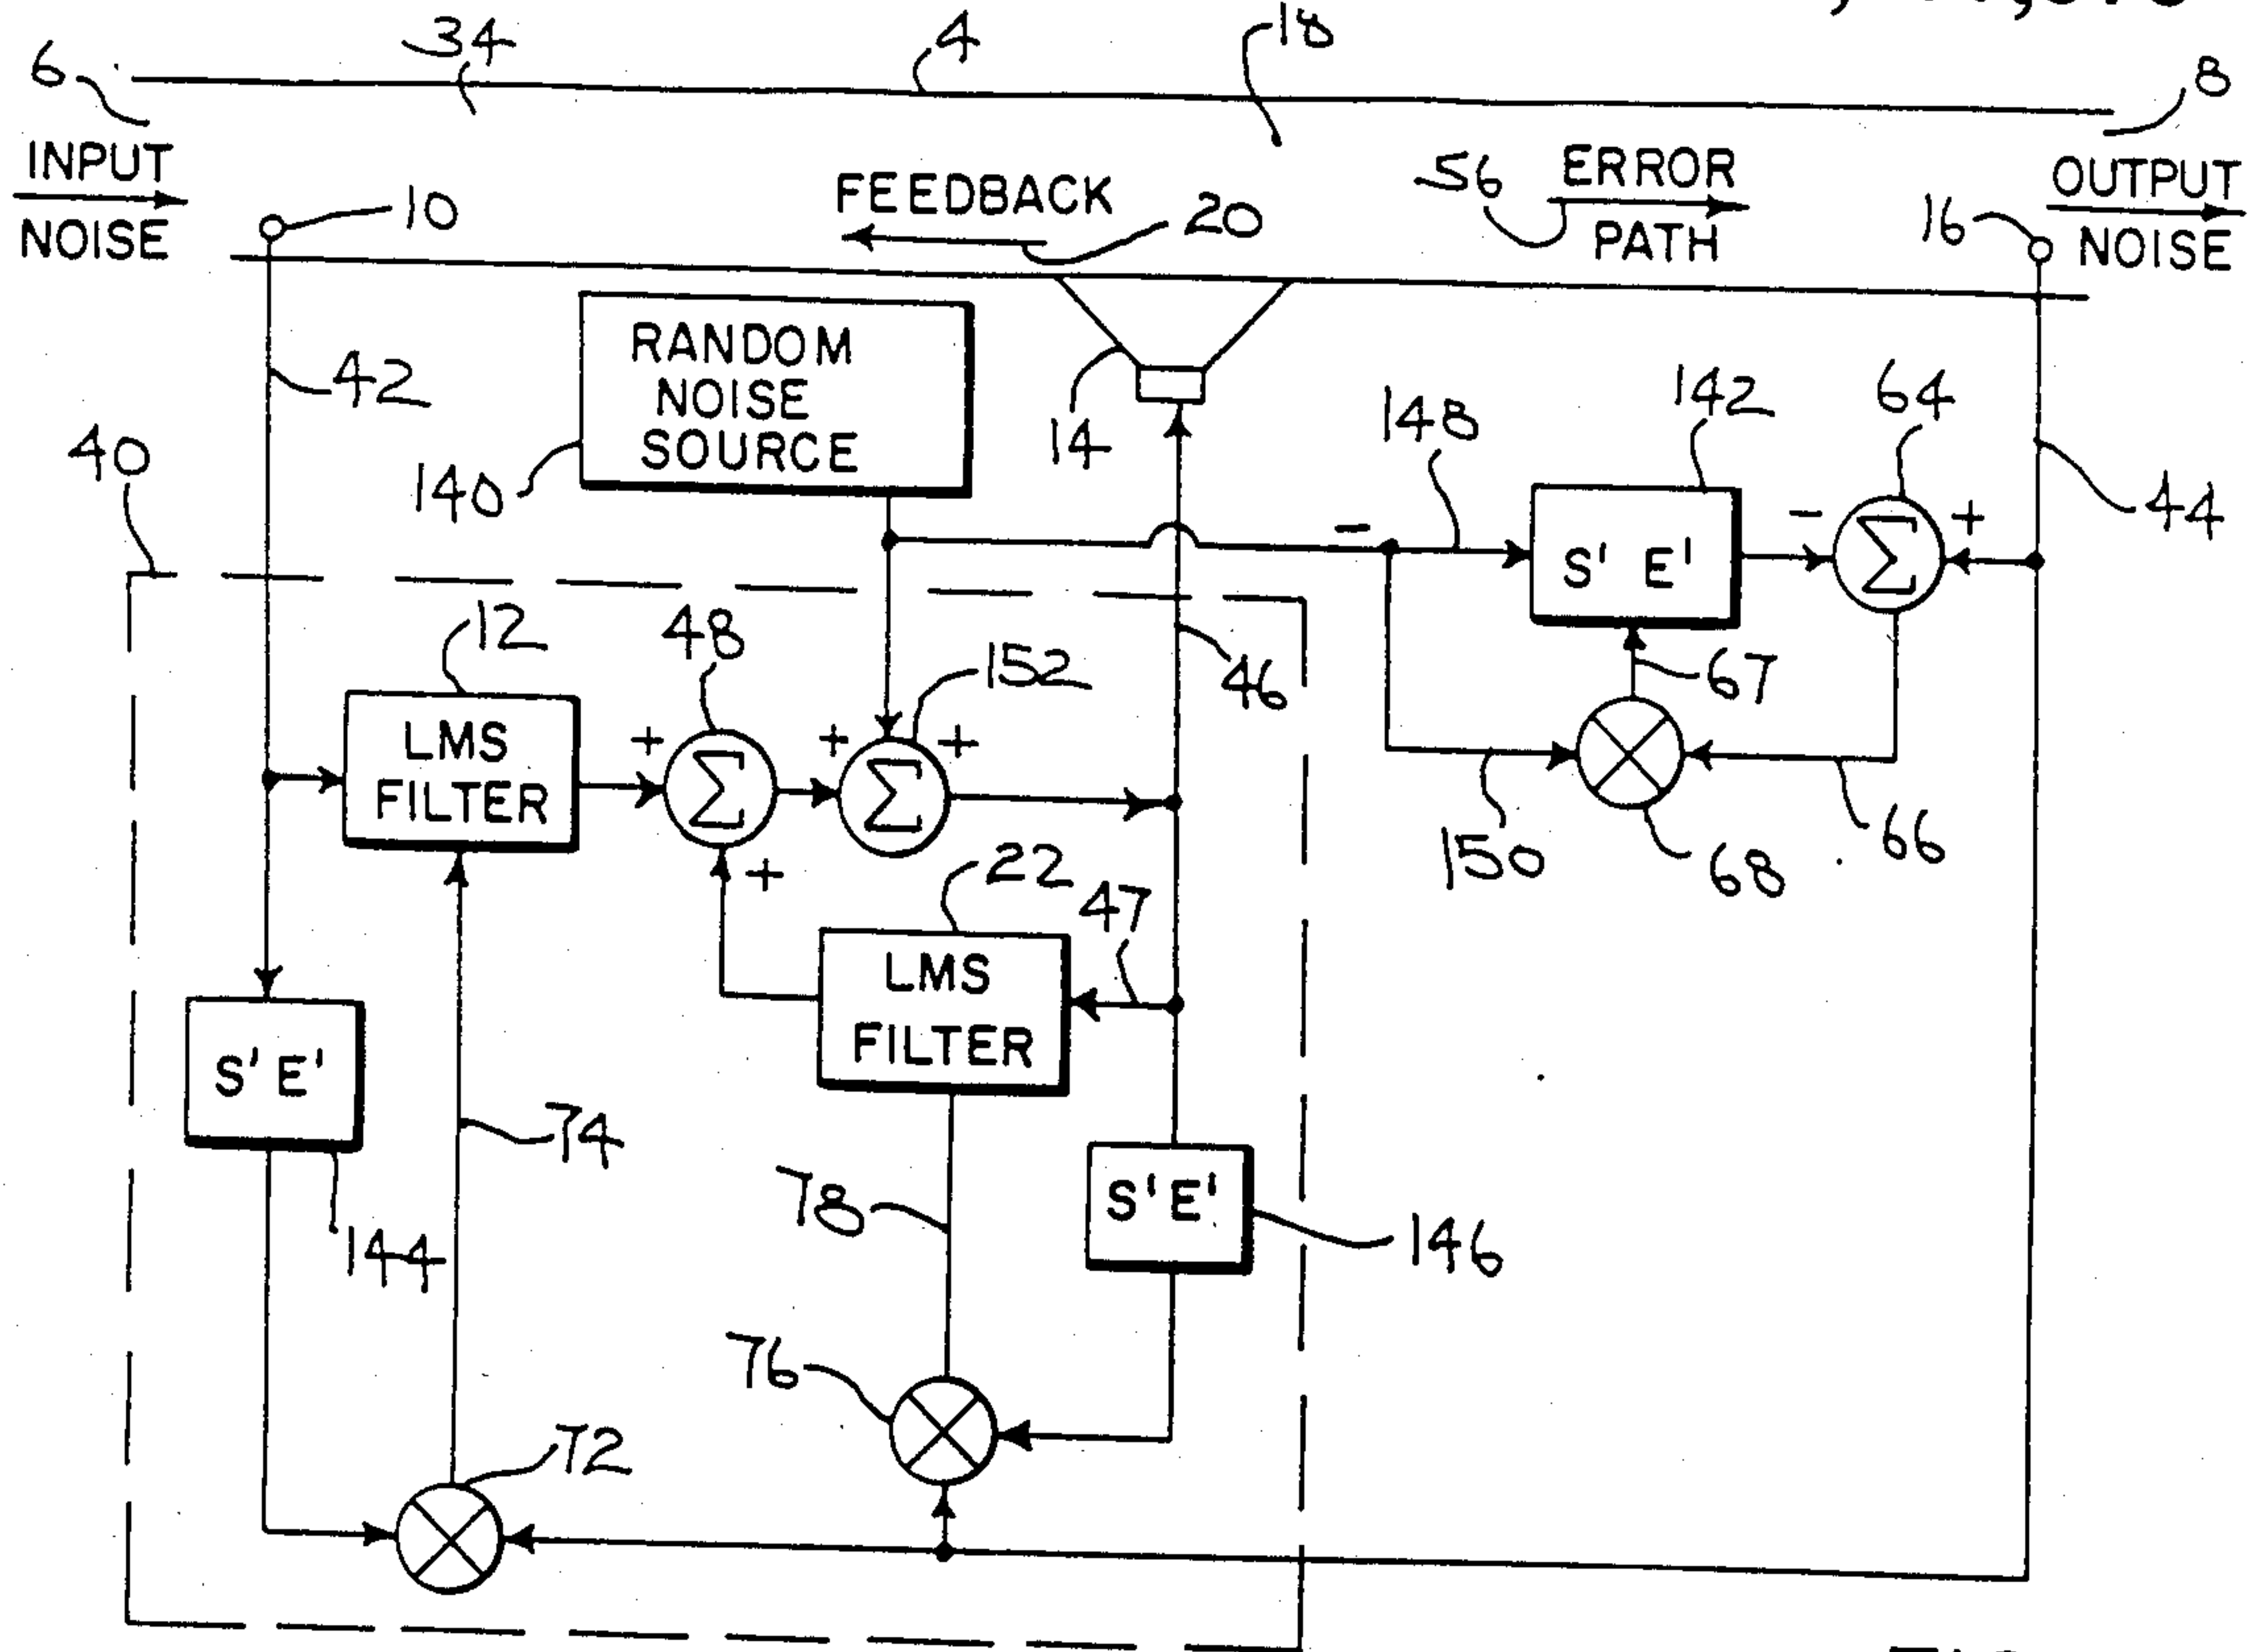 6
34
4
18
8
INPUT
NOISE
10
FEEDBACK
20
56
ERROR
PATH
16
OUTPUT
NOISE
42
RANDOM
NOISE
SOURCE
140
14
148
142
64
44
40
S' E'
-
-
+
12
48
152
46
67
LMS
FILTER
+
Σ
+
Σ
+
Σ
+
150
68
66
22
47
LMS
FILTER
S' E'
144
74
78
S' E'
146
76
72